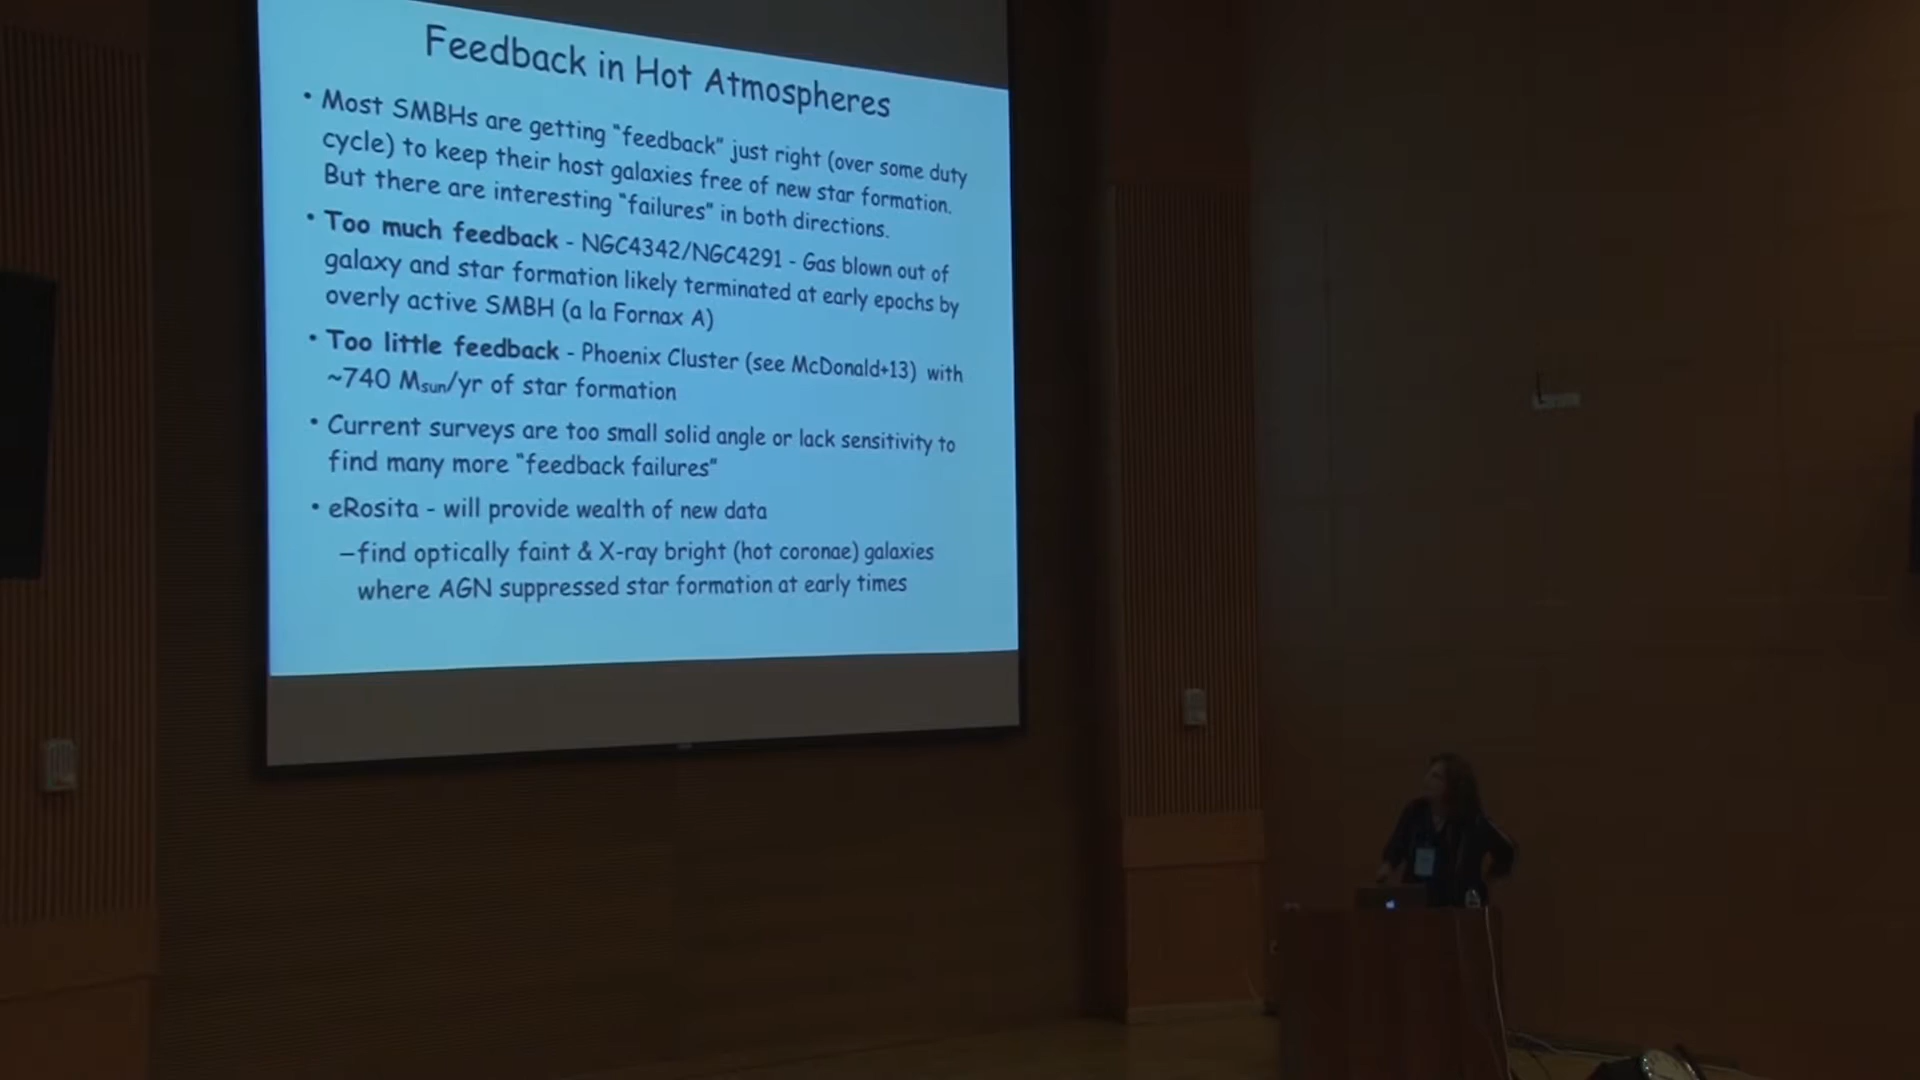 Feedback in Hot Atmospheres
• Most SMBHs are getting "feedback" just right (over some duty
cycle) to keep their host galaxies free of new star formation.
But there are interesting "failures" in both directions.
• Too much feedback - NGC4342/NGC4291 - Gas blown out of
galaxy and star formation likely terminated at early epochs by
overly active SMBH (a la Fornax A)
• Too little feedback - Phoenix Cluster (see McDonald+13) with
~740 Msun/yr of star formation
• Current surveys are too small solid angle or lack sensitivity to
find many more "feedback failures"
• eRosita - will provide wealth of new data
–find optically faint & X-ray bright (hot coronae) galaxies
where AGN suppressed star formation at early times